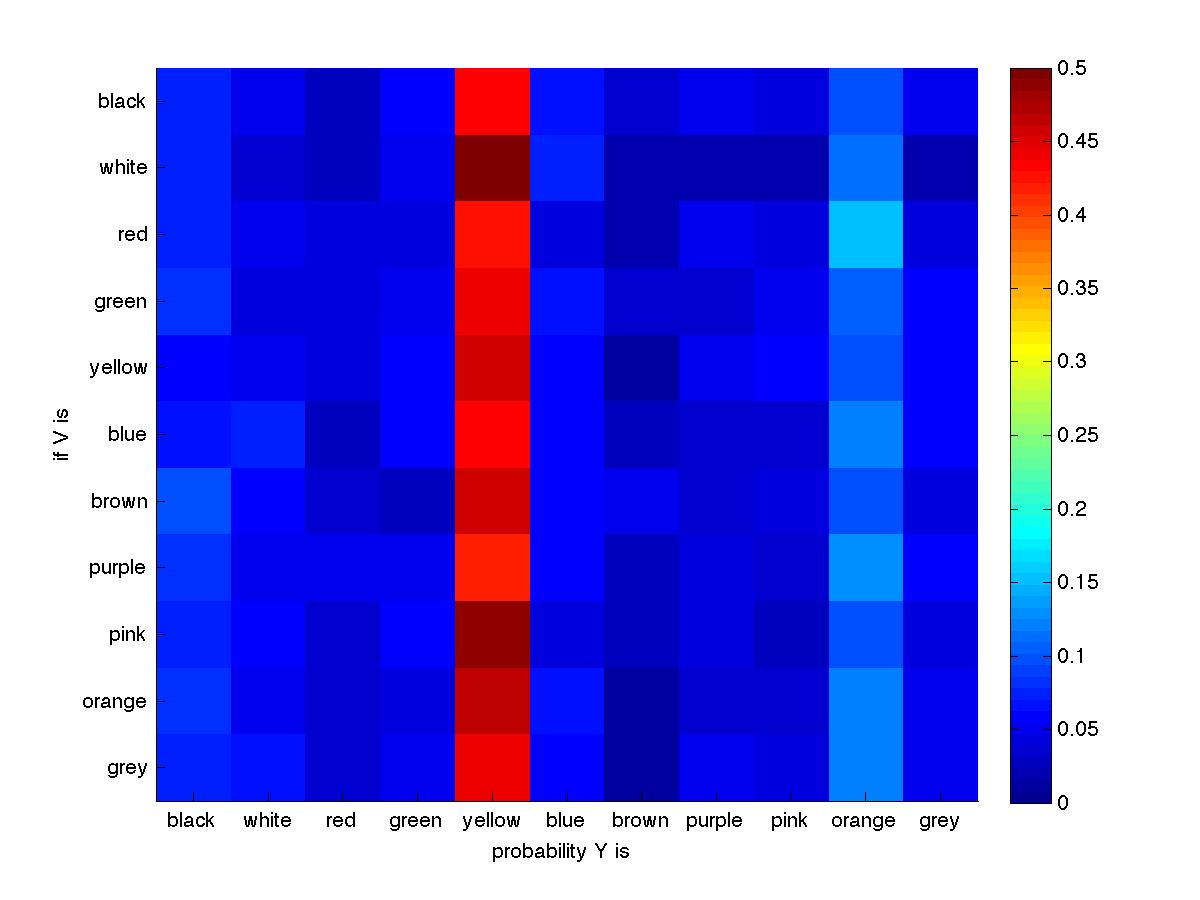 black
white
red
green
yellow
blue
brown
purple
pink
orange
grey
if V is
black white red green yellow blue brown purple pink orange grey
probability Y is
0.5
0.45
0.4
0.35
0.3
0.25
0.2
0.15
0.1
0.05
0